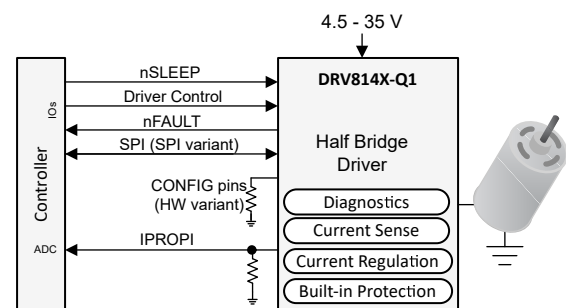 4.5 - 35 V
nSLEEP
Driver Control
nFAULT
SPI (SPI variant)
CONFIG pins
(HW variant)
IPROPI
IOs
Controller
ADC
DRV814X-Q1
Half Bridge
Driver
Diagnostics
Current Sense
Current Regulation
Built-in Protection